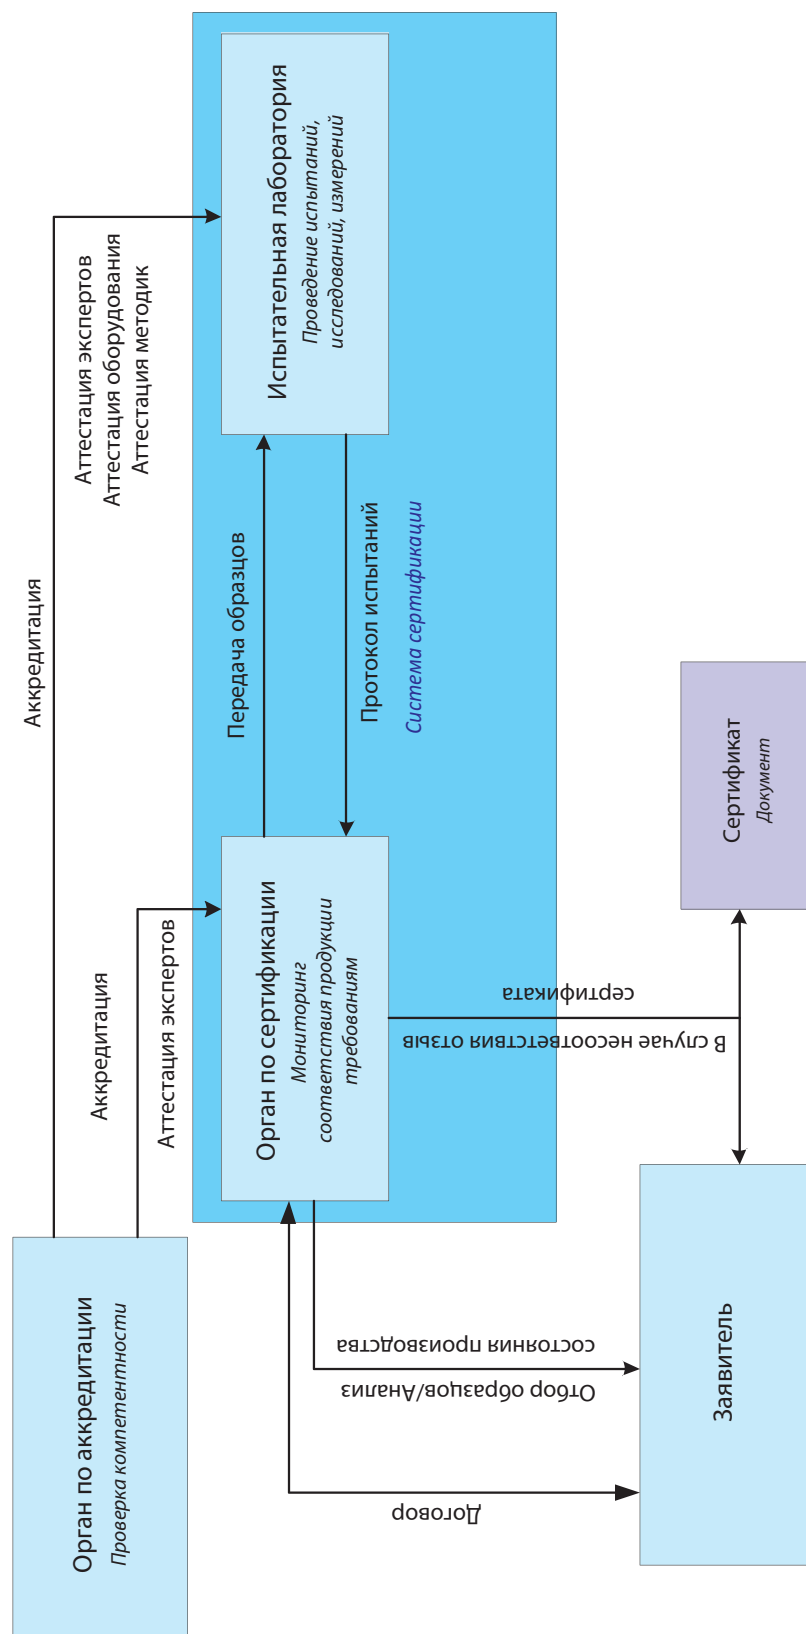 Орган по аккредитации
Проверка компетентности
Аккредитация
Аттестация экспертов
Аттестация оборудования
Аттестация методик
Аккредитация
Аттестация экспертов
Орган по сертификации
Мониторинг
соответствия продукции
требованиям
Передача образцов
Протокол испытаний
Система сертификации
Испытательная лаборатория
Проведение испытаний,
исследований, измерений
Договор
Отбор образцов/Анализ
состояния производства
В случае несоответствия отзыв
сертификата
Заявитель
Сертификат
Документ